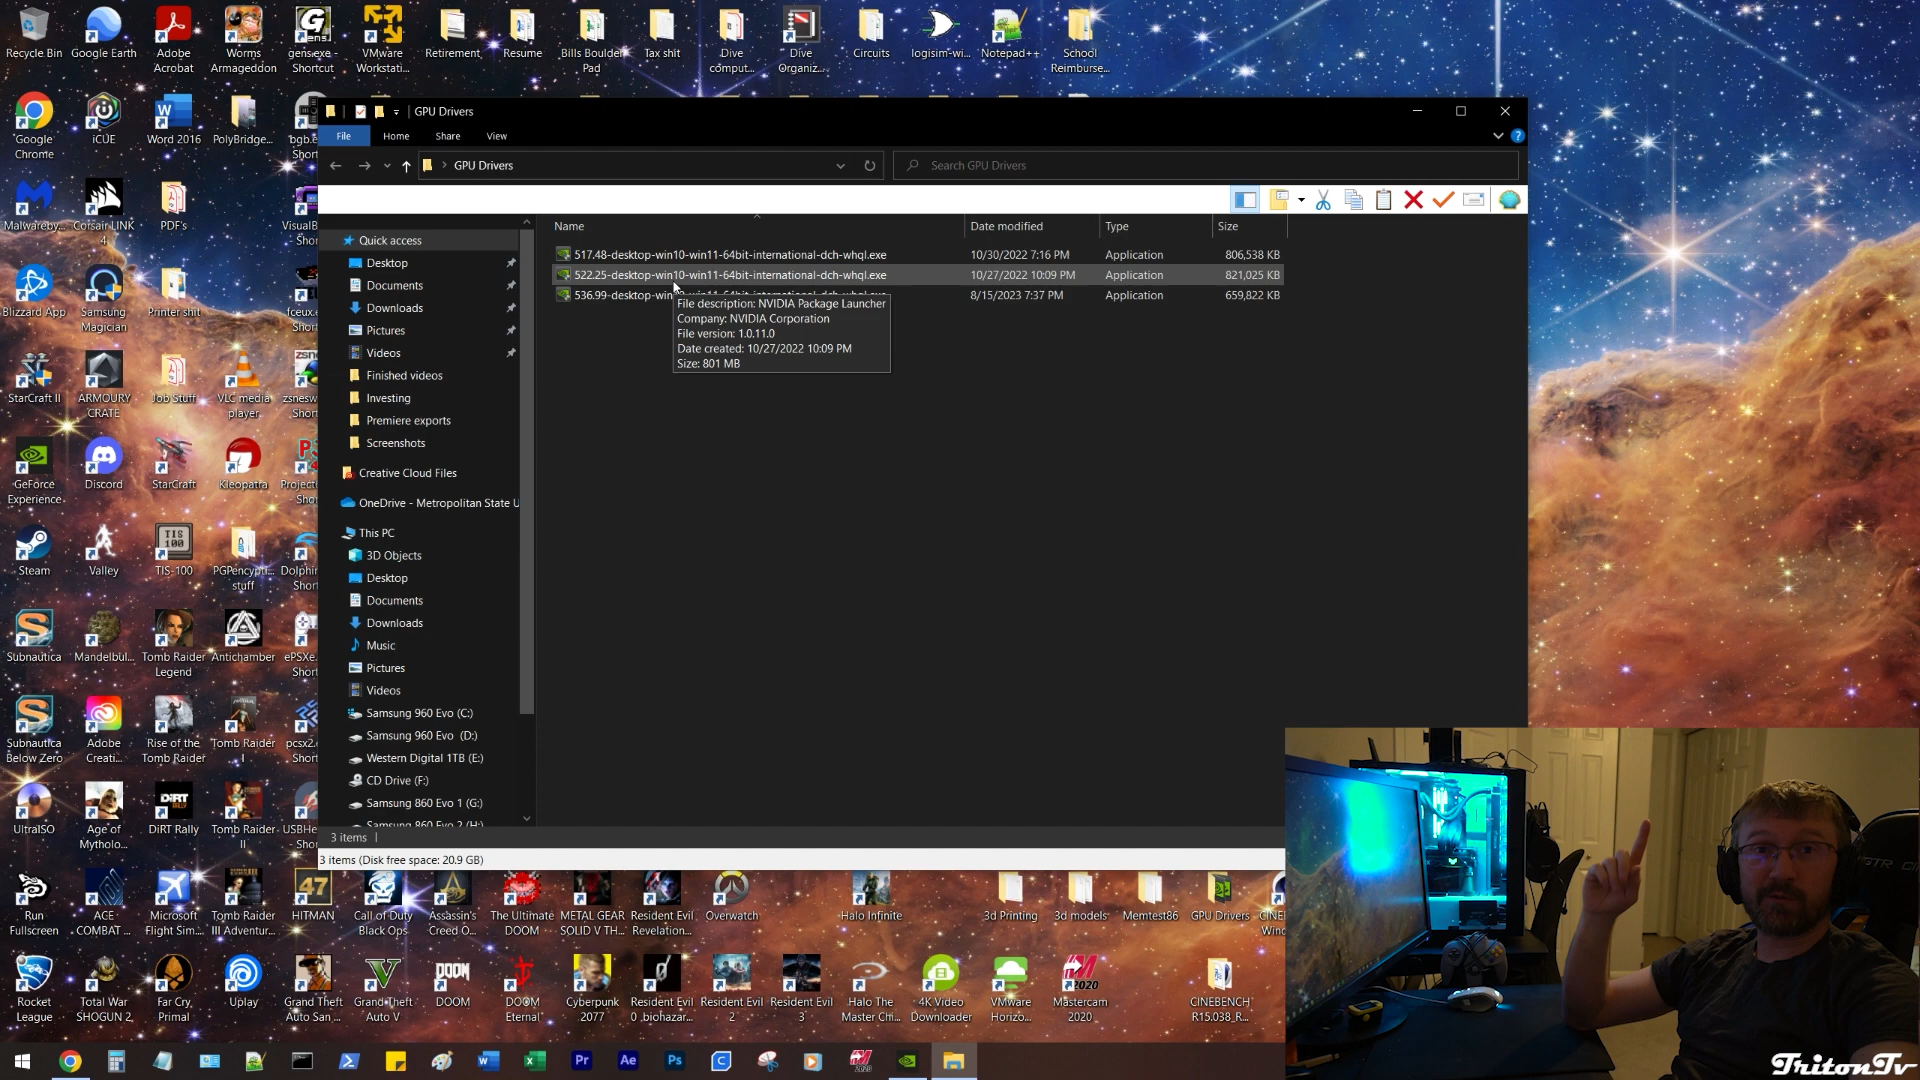 Recycle Bin
Google Earth
Adobe Acrobat
Worms Armageddon
gens.exe - Shortcut
VMware Workstati...
Retirement
Resume
Bills Boulder Pad
Tax shit
Dive comput...
Dive Organiz...
Circuits
logisim-wi...
Notepad++
School Reimburse...
Google Chrome
iCUE
Word 2016
PolyBridge...
Malwareby...
Corsair LINK 4
PDF's
Blizzard App
Samsung Magician
Printer shit
StarCraft II
ARMOURY CRATE
Job Stuff
VLC media player
GeForce Experience
Discord
StarCraft
Kleopatra
Steam
Valley
TIS-100
PGPencypti... stuff
Subnautica
Mandelbul...
Tomb Raider Legend
Antichamber
Subnautica Below Zero
Adobe Creati...
Rise of the Tomb Raider
Tomb Raider I
UltraISO
Age of Mytholo...
DiRT Rally
Tomb Raider II
GPU Drivers
File
Home
Share
View
GPU Drivers
Search GPU Drivers
Name
Date modified
Type
Size
517.48-desktop-win10-win11-64bit-international-dch-whql.exe
10/30/2022 7:16 PM
Application
806,538 KB
522.25-desktop-win10-win11-64bit-international-dch-whql.exe
10/27/2022 10:09 PM
Application
821,025 KB
536.99-desktop-win
8/15/2023 7:37 PM
Application
659,822 KB
File description: NVIDIA Package Launcher
Company: NVIDIA Corporation
File version: 1.0.11.0
Date created: 10/27/2022 10:09 PM
Size: 801 MB
Quick access
Desktop
Documents
Downloads
Pictures
Videos
Finished videos
Investing
Premiere exports
Screenshots
Creative Cloud Files
OneDrive - Metropolitan State U
This PC
3D Objects
Desktop
Documents
Downloads
Music
Pictures
Videos
Samsung 960 Evo (C:)
Samsung 960 Evo (D:)
Western Digital 1TB (E:)
CD Drive (F:)
Samsung 860 Evo 1 (G:)
Samsung 860 Evo 2 (H:)
3 items
3 items (Disk free space: 20.9 GB)
Run Fullscreen
ACE COMBAT ...
Microsoft Flight Sim...
Tomb Raider III Adventur...
HITMAN
Call of Duty Black Ops
Assassin's Creed O...
The Ultimate DOOM
METAL GEAR SOLID V TH...
Resident Evil Revelation...
Overwatch
Halo Infinite
3d Printing
3d models
Memtest86
GPU Drivers
Rocket League
Total War SHOGUN 2
Far Cry Primal
Uplay
Grand Theft Auto San ...
Grand Theft Auto V
DOOM
DOOM Eternal
Cyberpunk 2077
Resident Evil 0 .biohazar...
Resident Evil 2
Resident Evil 3
Halo The Master Chi...
4K Video Downloader
VMware Horizo...
Mastercam 2020
CINEBENCH R15.038_R...
TritonTv